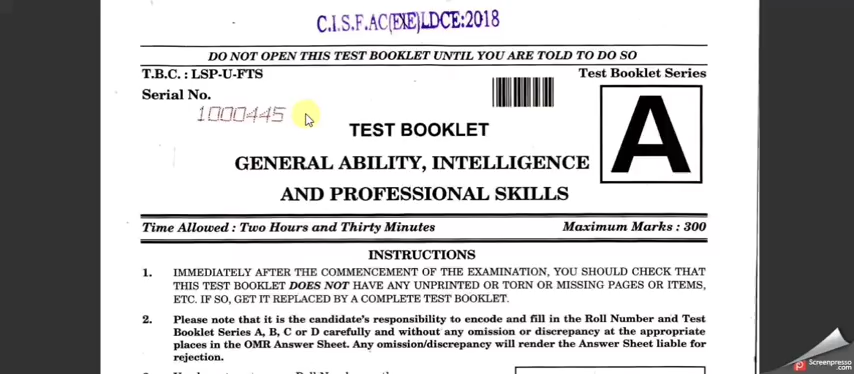 C.I.S.F.AC(EXE)LDCE:2018
DO NOT OPEN THIS TEST BOOKLET UNTIL YOU ARE TOLD TO DO SO
T.B.C. : LSP-U-FTS
Test Booklet Series
Serial No.
1000445
A
TEST BOOKLET
GENERAL ABILITY, INTELLIGENCE
AND PROFESSIONAL SKILLS
Time Allowed : Two Hours and Thirty Minutes
Maximum Marks : 300
INSTRUCTIONS
1. IMMEDIATELY AFTER THE COMMENCEMENT OF THE EXAMINATION, YOU SHOULD CHECK THAT
THIS TEST BOOKLET DOES NOT HAVE ANY UNPRINTED OR TORN OR MISSING PAGES OR ITEMS,
ETC. IF SO, GET IT REPLACED BY A COMPLETE TEST BOOKLET.
2. Please note that it is the candidate's responsibility to encode and fill in the Roll Number and Test
Booklet Series A, B, C or D carefully and without any omission or discrepancy at the appropriate
places in the OMR Answer Sheet. Any omission/discrepancy will render the Answer Sheet liable for
rejection.
Screenpresso